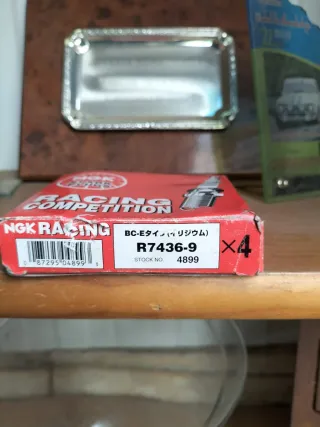 NGK
RACING
COMPETITION
NGK RACING
BC-Eタイプ(イリジウム)
R7436-9
×4
STOCK NO. 4899
0 87295 04899